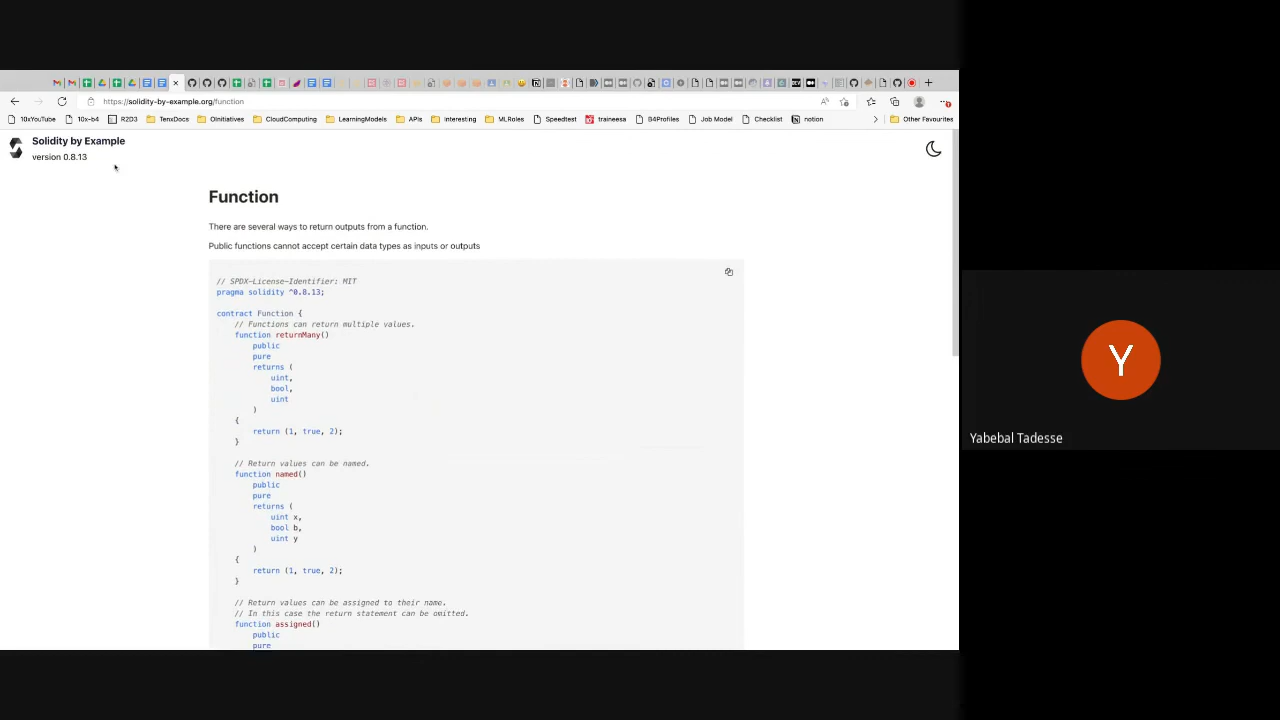 https://solidity-by-example.org/function
10xYouTube
10x-b4
R2D3
TenxDocs
OInitiatives
CloudComputing
LearningModels
APIs
Interesting
MLRoles
Speedtest
traineesa
B4Profiles
Job Model
Checklist
notion
Other Favourites
Solidity by Example
version 0.8.13
Function
There are several ways to return outputs from a function.
Public functions cannot accept certain data types as inputs or outputs
// SPDX-License-Identifier: MIT
pragma solidity ^0.8.13;
contract Function {
// Functions can return multiple values.
function returnMany()
public
pure
returns (
uint,
bool,
uint
)
{
return (1, true, 2);
}
// Return values can be named.
function named()
public
pure
returns (
uint x,
bool b,
uint y
)
{
return (1, true, 2);
}
// Return values can be assigned to their name.
// In this case the return statement can be omitted.
function assigned()
public
pure
Y
Yabebal Tadesse